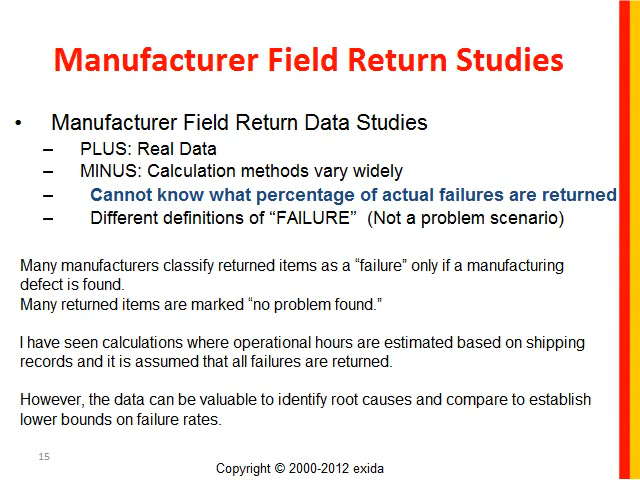 Manufacturer Field Return Studies
• Manufacturer Field Return Data Studies
– PLUS: Real Data
– MINUS: Calculation methods vary widely
– Cannot know what percentage of actual failures are returned
– Different definitions of “FAILURE” (Not a problem scenario)
Many manufacturers classify returned items as a “failure” only if a manufacturing
defect is found.
Many returned items are marked “no problem found.”
I have seen calculations where operational hours are estimated based on shipping
records and it is assumed that all failures are returned.
However, the data can be valuable to identify root causes and compare to establish
lower bounds on failure rates.
15
Copyright © 2000-2012 exida